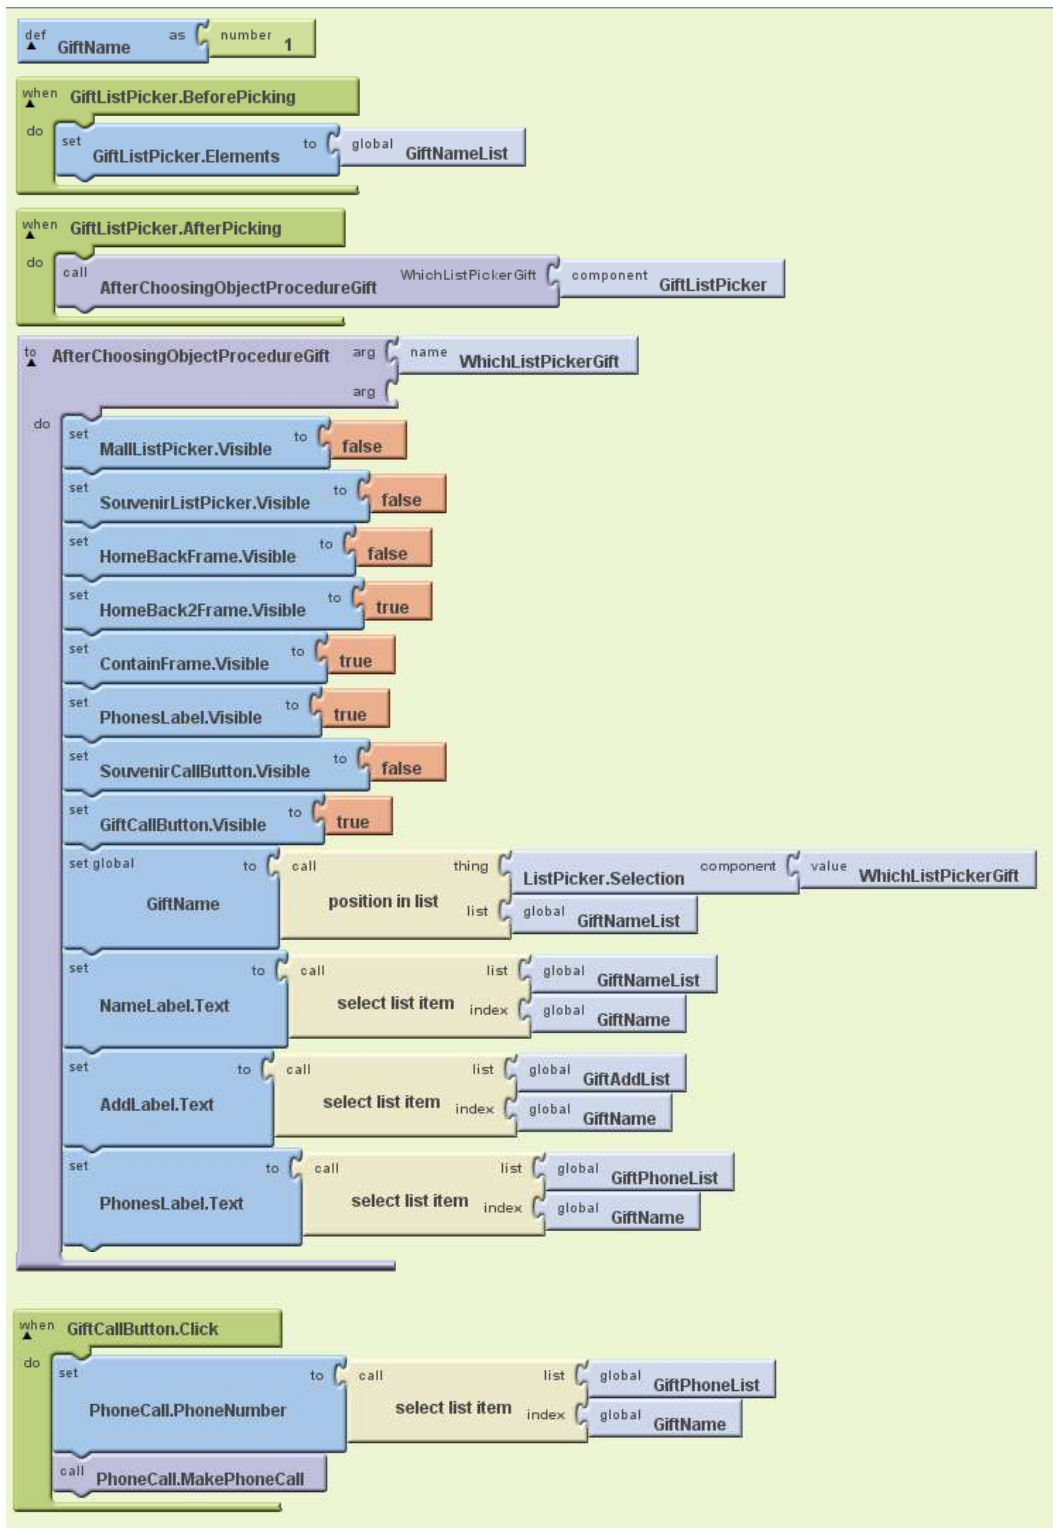 def GiftName as number 1
when GiftListPicker.BeforePicking
do set GiftListPicker.Elements to global GiftNameList
when GiftListPicker.AfterPicking
do call AfterChoosingObjectProcedureGift WhichListPickerGift component GiftListPicker
to AfterChoosingObjectProcedureGift arg name WhichListPickerGift
arg
do set MallListPicker.Visible to false
set SouvenirListPicker.Visible to false
set HomeBackFrame.Visible to false
set HomeBack2Frame.Visible to true
set ContainFrame.Visible to true
set PhonesLabel.Visible to true
set SouvenirCallButton.Visible to false
set GiftCallButton.Visible to true
set global GiftName to call position in list thing ListPicker.Selection component value WhichListPickerGift
list global GiftNameList
set NameLabel.Text to call select list item list global GiftNameList
index global GiftName
set AddLabel.Text to call select list item list global GiftAddList
index global GiftName
set PhonesLabel.Text to call select list item list global GiftPhoneList
index global GiftName
when GiftCallButton.Click
do set PhoneCall.PhoneNumber to call select list item list global GiftPhoneList
index global GiftName
call PhoneCall.MakePhoneCall